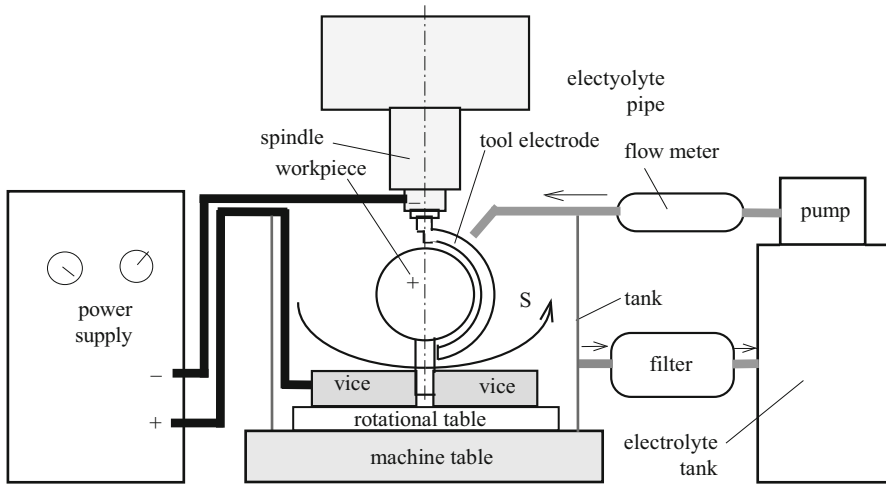 electyolyte
pipe
spindle
tool electrode
workpiece
flow meter
pump
−
+
S
power
supply
tank
filter
−
+
vice
vice
rotational table
machine table
electrolyte
tank